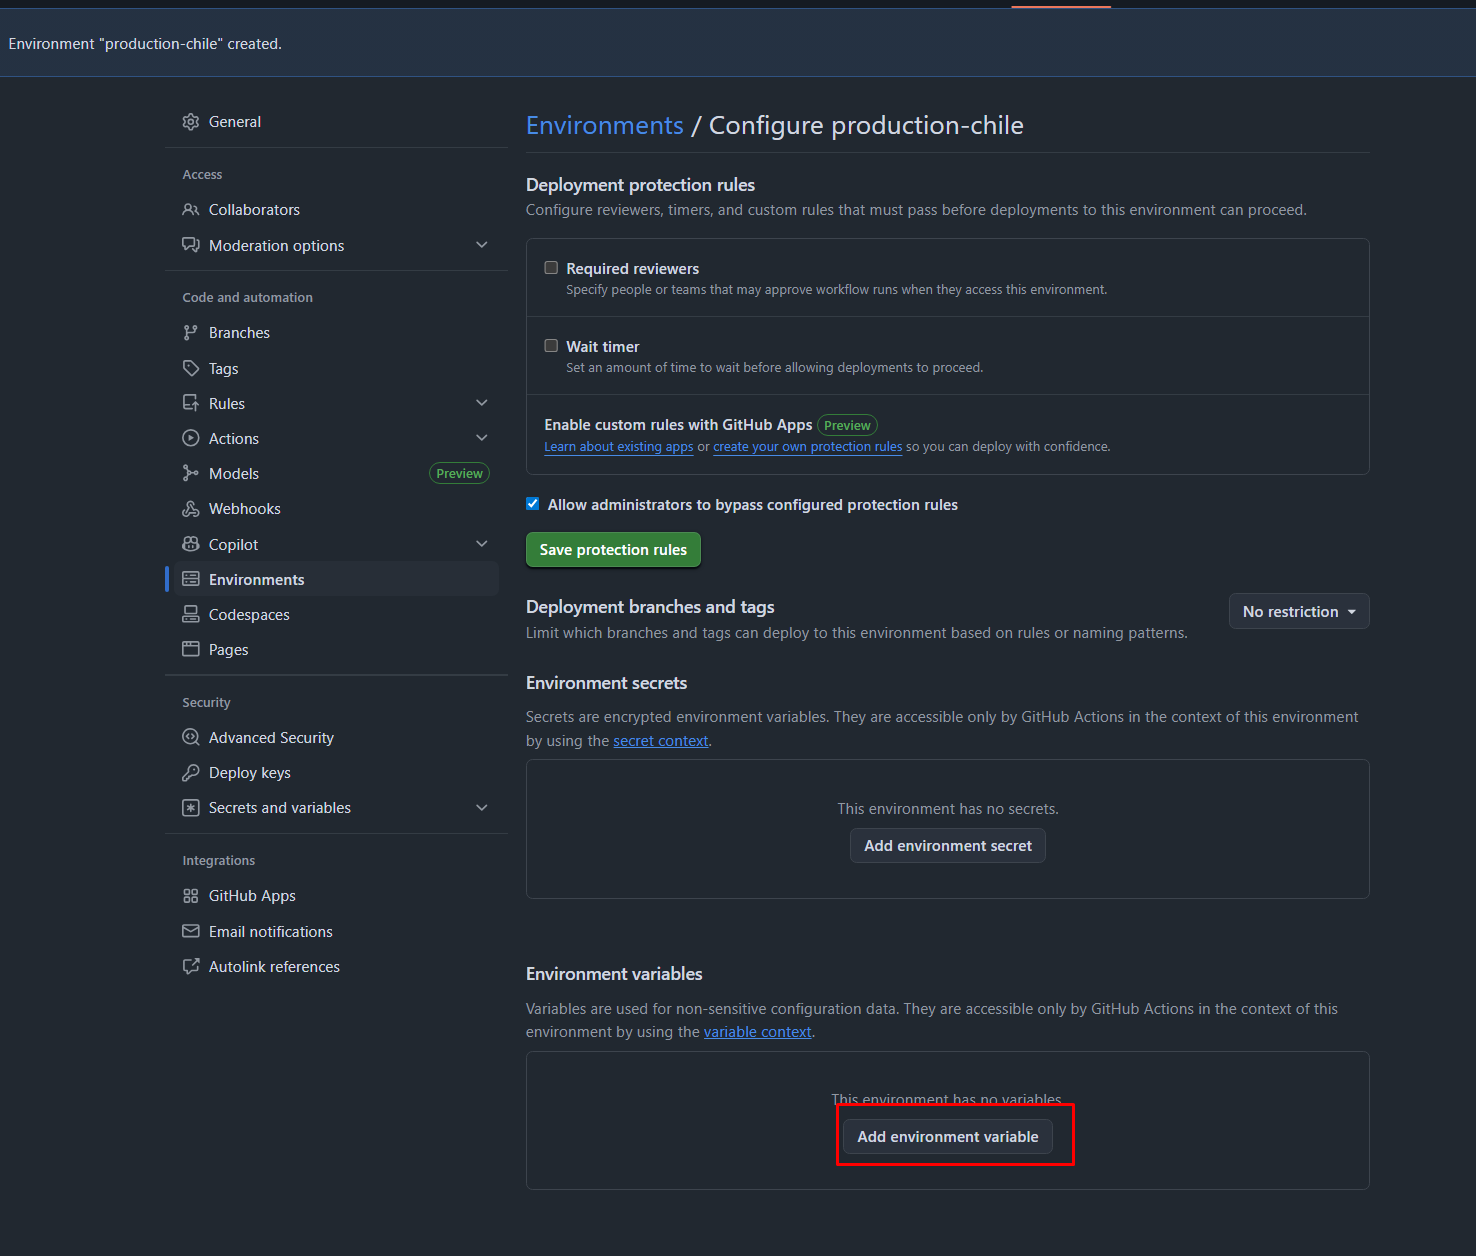 Environment "production-chile" created.
General
Access
Collaborators
Moderation options
Code and automation
Branches
Tags
Rules
Actions
Models Preview
Webhooks
Copilot
Environments
Codespaces
Pages
Security
Advanced Security
Deploy keys
Secrets and variables
Integrations
GitHub Apps
Email notifications
Autolink references
Environments / Configure production-chile
Deployment protection rules
Configure reviewers, timers, and custom rules that must pass before deployments to this environment can proceed.
Required reviewers
Specify people or teams that may approve workflow runs when they access this environment.
Wait timer
Set an amount of time to wait before allowing deployments to proceed.
Enable custom rules with GitHub Apps Preview
Learn about existing apps or create your own protection rules so you can deploy with confidence.
Allow administrators to bypass configured protection rules
Save protection rules
Deployment branches and tags
No restriction
Limit which branches and tags can deploy to this environment based on rules or naming patterns.
Environment secrets
Secrets are encrypted environment variables. They are accessible only by GitHub Actions in the context of this environment
by using the secret context.
This environment has no secrets.
Add environment secret
Environment variables
Variables are used for non-sensitive configuration data. They are accessible only by GitHub Actions in the context of this
environment by using the variable context.
This environment has no variables.
Add environment variable